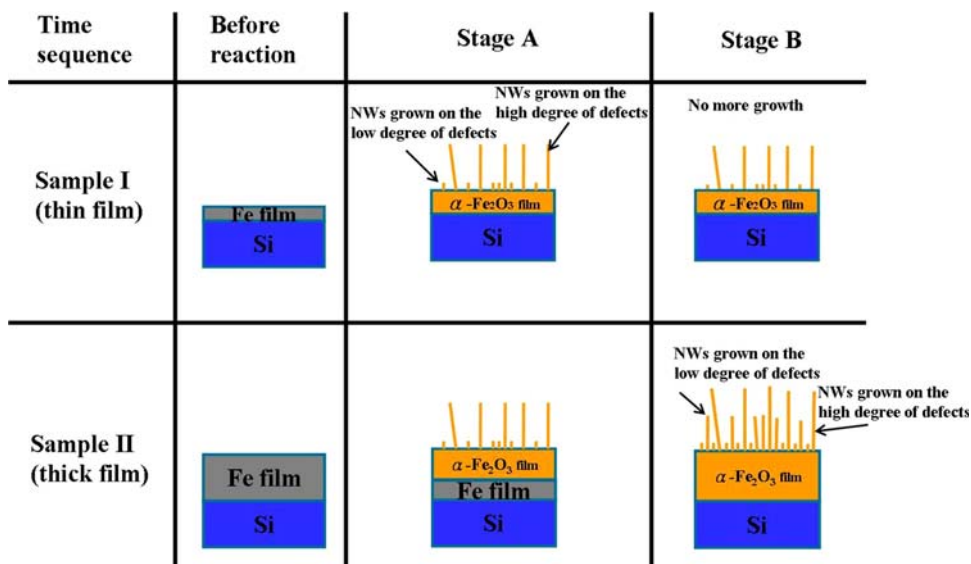 Time
sequence
Before
reaction
Stage A
Stage B
Sample I
(thin film)
Fe film
Si
NWs grown on the
low degree of defects
NWs grown on the
high degree of defects
α-Fe2O3 film
Si
No more growth
α-Fe2O3 film
Si
Sample II
(thick film)
Fe film
Si
α-Fe₂O₃ film
Fe film
Si
NWs grown on the
low degree of defects
NWs grown on the
high degree of defects
α-Fe₂O₃ film
Si